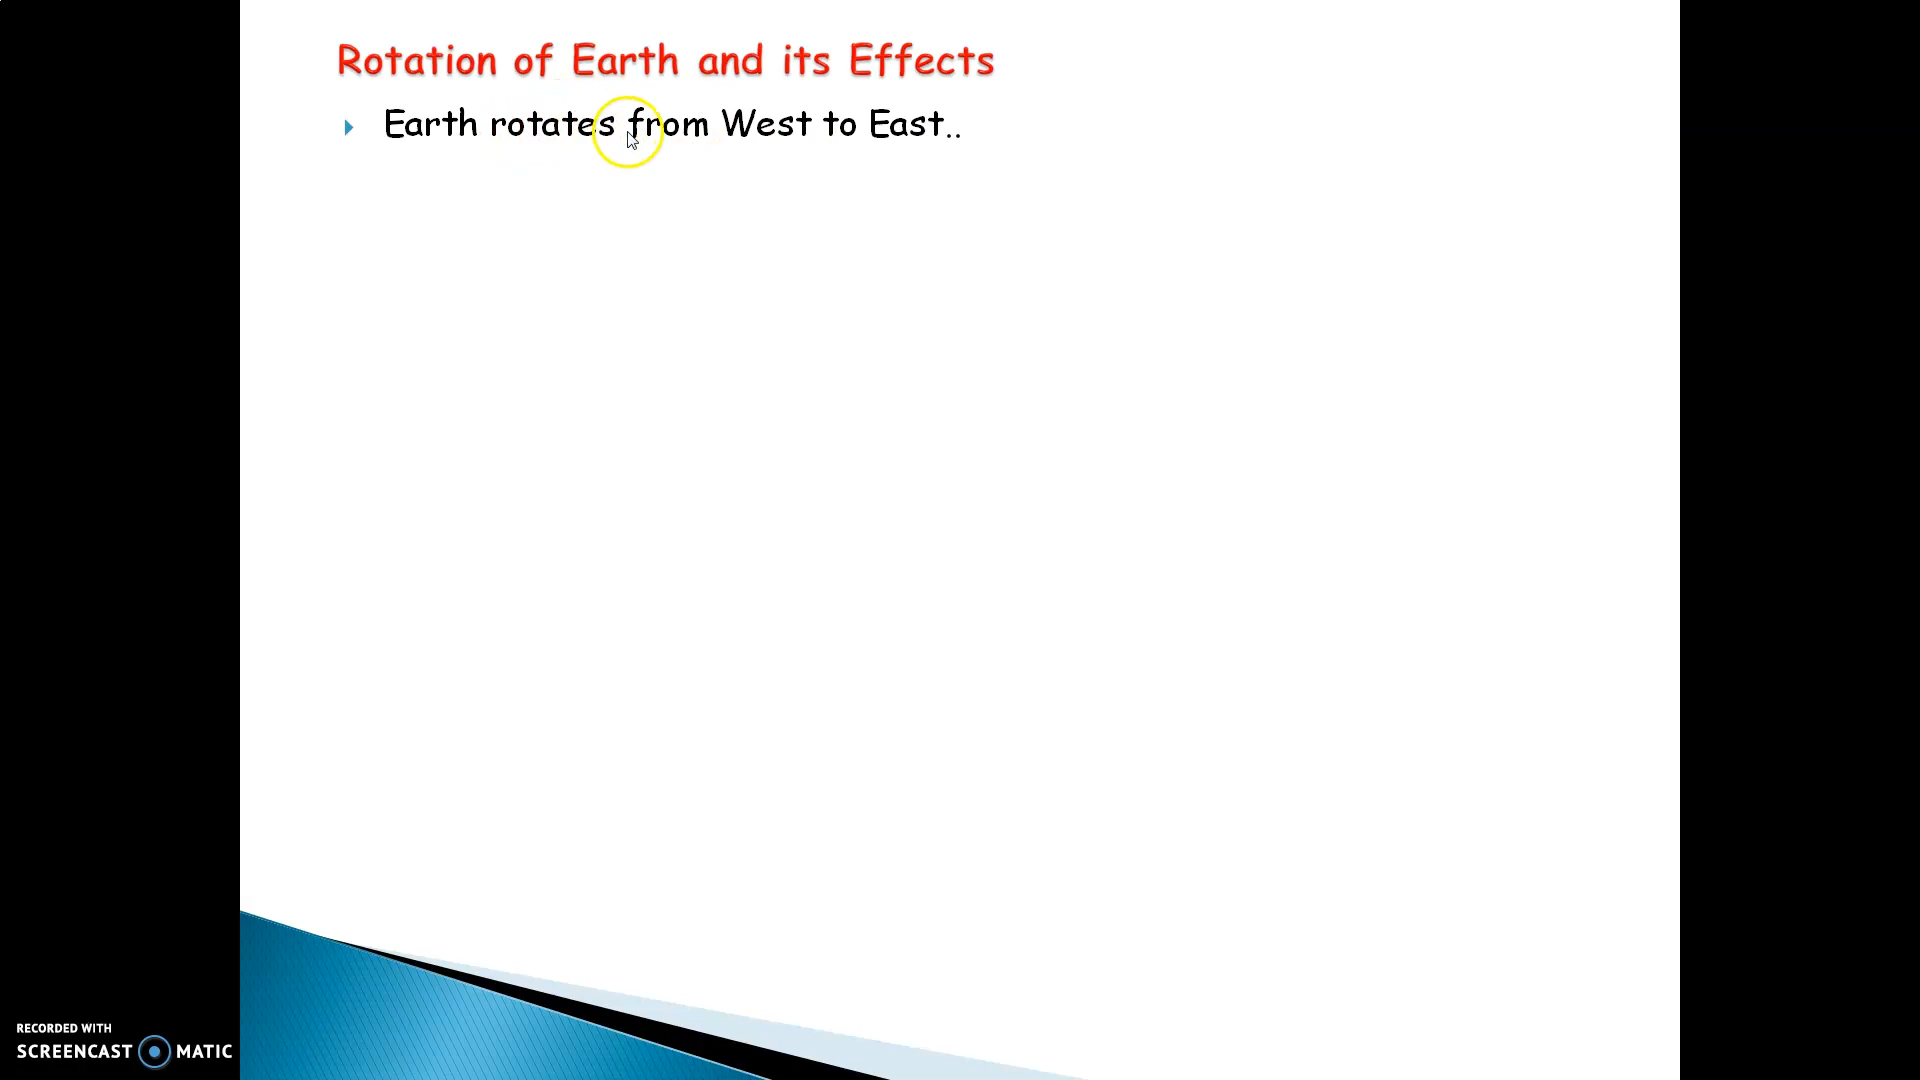 Rotation of Earth and its Effects
Earth rotates from West to East..
RECORDED WITH
SCREENCAST MATIC